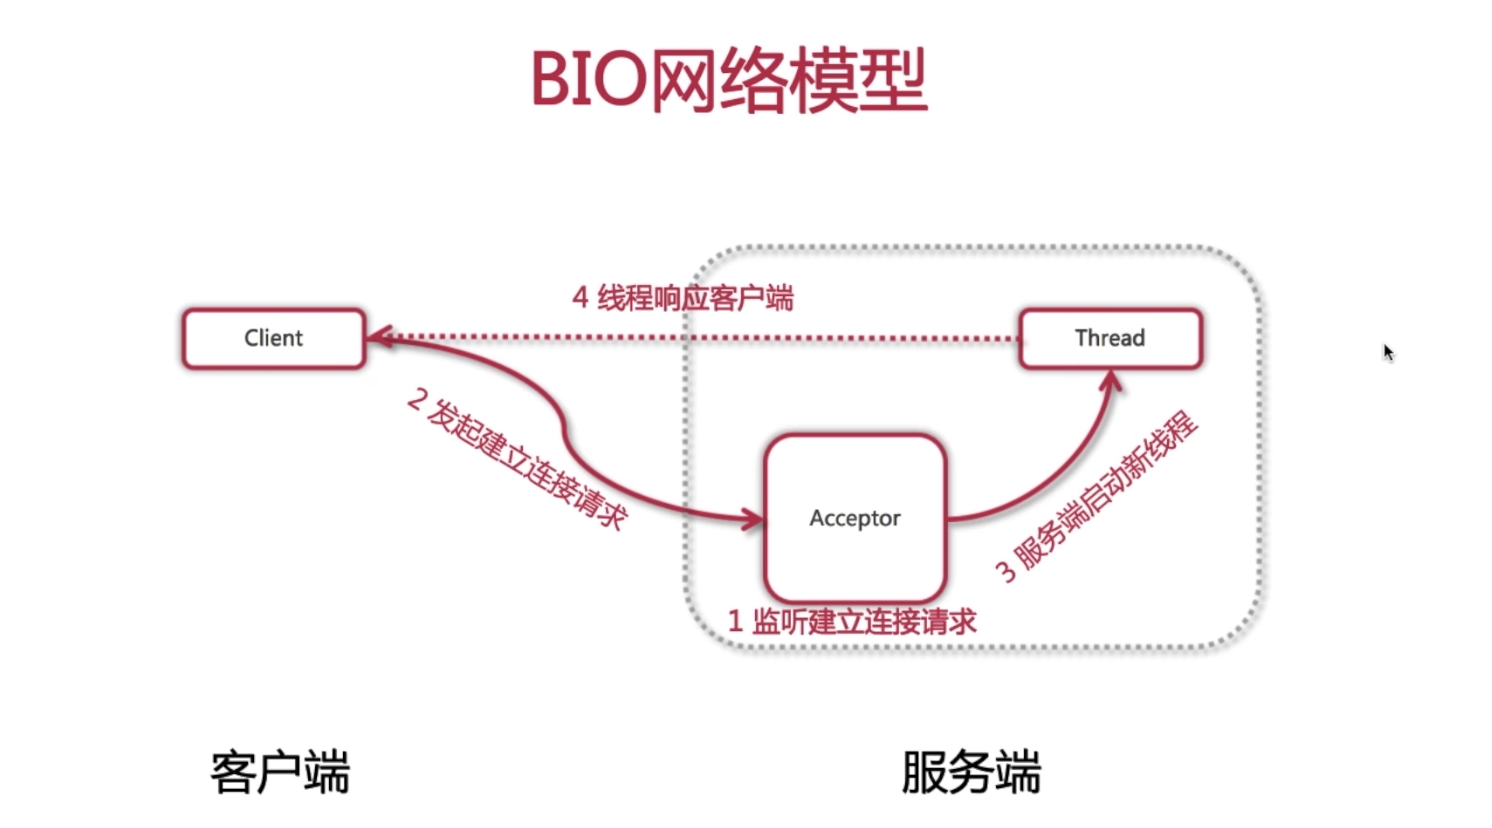 BIO网络模型
4 线程响应客户端
Client
Thread
2 发起建立连接请求
Acceptor
3 服务端启动新线程
1 监听建立连接请求
客户端
服务端